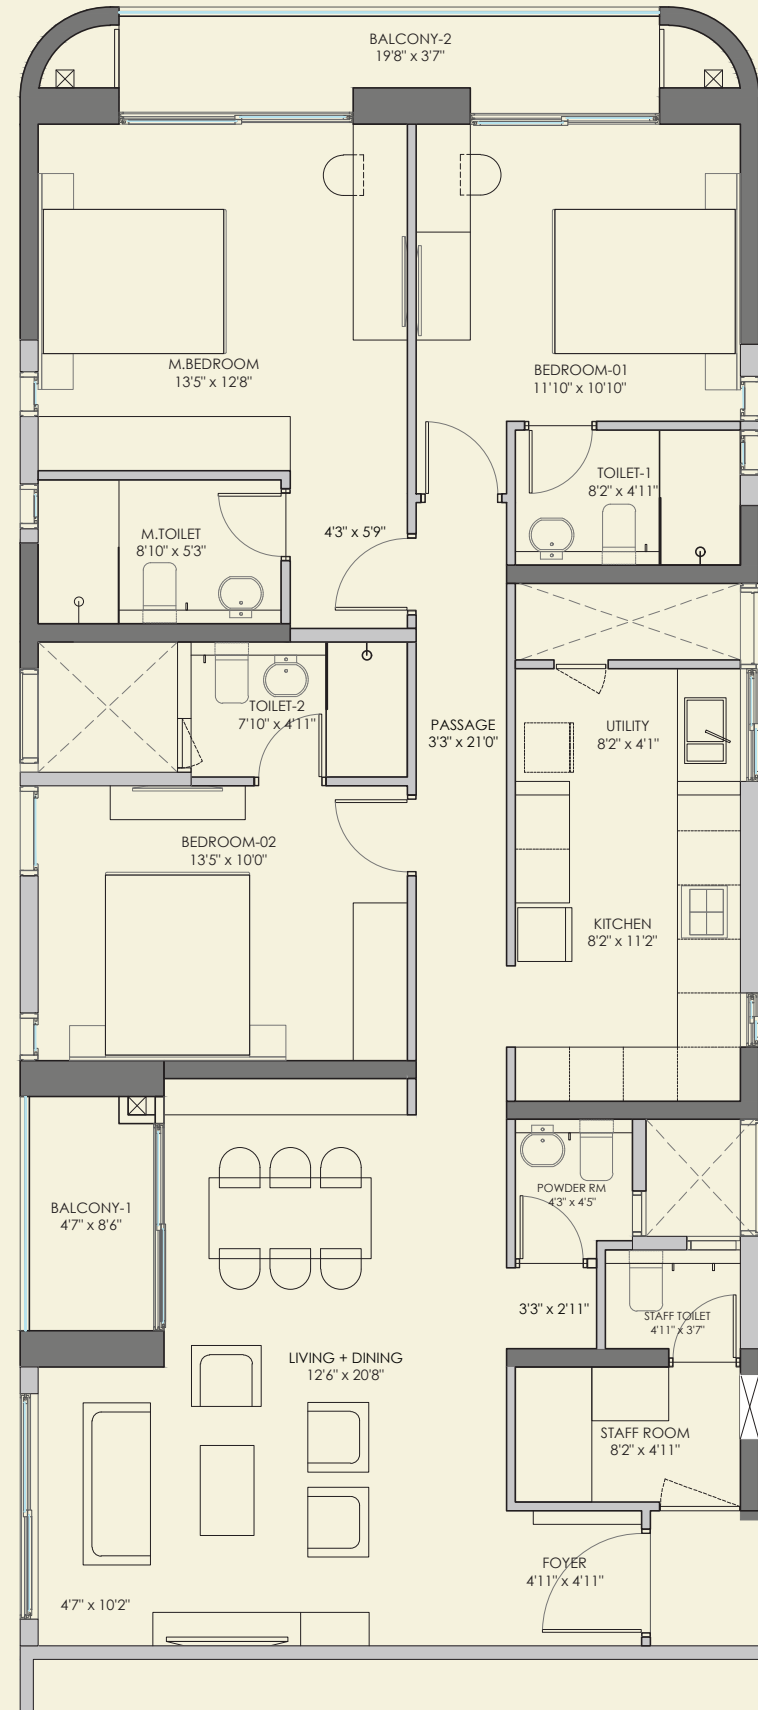 BALCONY-2
19'8" x 3'7"
M.BEDROOM
13'5" x 12'8"
BEDROOM-01
11'10" x 10'10"
TOILET-1
8'2" x 4'11"
M.TOILET
8'10" x 5'3"
4'3" x 5'9"
TOILET-2
7'10" x 4'11"
PASSAGE
3'3" x 21'0"
UTILITY
8'2" x 4'1"
BEDROOM-02
13'5" x 10'0"
KITCHEN
8'2" x 11'2"
POWDER RM
4'3" x 4'5"
BALCONY-1
4'7" x 8'6"
3'3" x 2'11"
STAFF TOILET
4'11" x 3'7"
LIVING + DINING
12'6" x 20'8"
STAFF ROOM
8'2" x 4'11"
FOYER
4'11" x 4'11"
4'7" x 10'2"